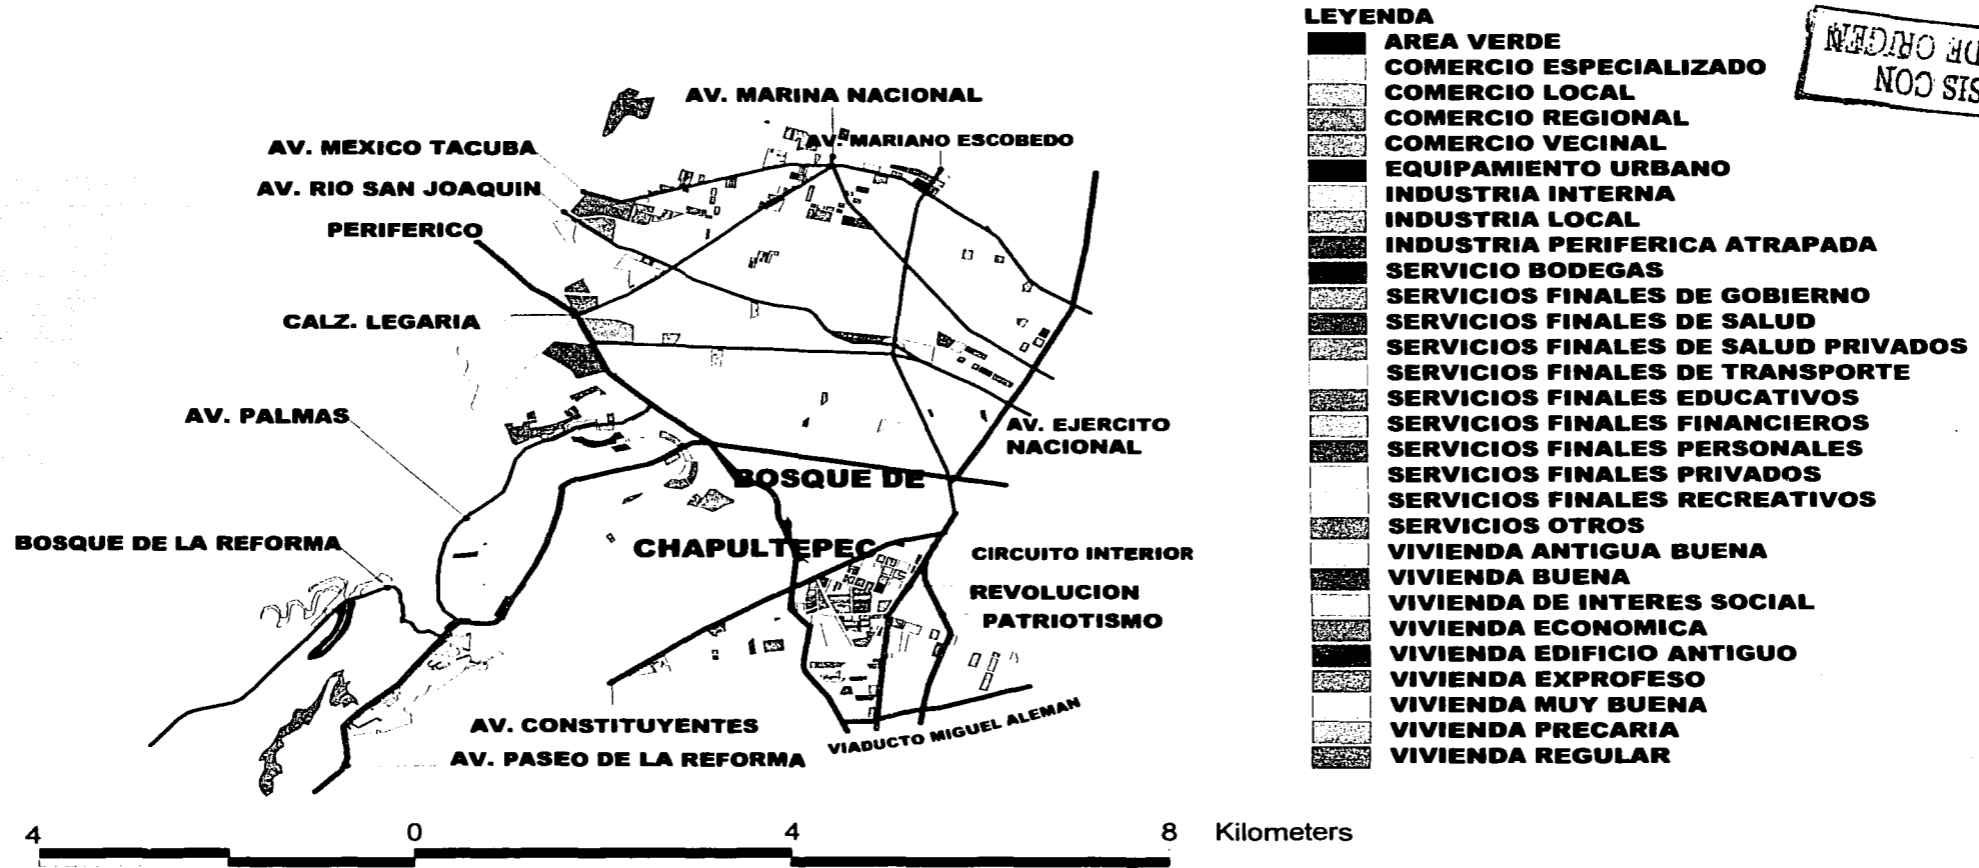 LEYENDA
AREA VERDE
COMERCIO ESPECIALIZADO
COMERCIO LOCAL
COMERCIO REGIONAL
COMERCIO VECINAL
EQUIPAMIENTO URBANO
INDUSTRIA INTERNA
INDUSTRIA LOCAL
INDUSTRIA PERIFERICA ATRAPADA
SERVICIO BODEGAS
SERVICIOS FINALES DE GOBIERNO
SERVICIOS FINALES DE SALUD
SERVICIOS FINALES DE SALUD PRIVADOS
SERVICIOS FINALES DE TRANSPORTE
SERVICIOS FINALES EDUCATIVOS
SERVICIOS FINALES FINANCIEROS
SERVICIOS FINALES PERSONALES
SERVICIOS FINALES PRIVADOS
SERVICIOS FINALES RECREATIVOS
SERVICIOS OTROS
VIVIENDA ANTIGUA BUENA
VIVIENDA BUENA
VIVIENDA DE INTERES SOCIAL
VIVIENDA ECONOMICA
VIVIENDA EDIFICIO ANTIGUO
VIVIENDA EXPROFESO
VIVIENDA MUY BUENA
VIVIENDA PRECARIA
VIVIENDA REGULAR
SIS CON
DE ORIGEN
AV. MARINA NACIONAL
AV. MARIANO ESCOBEDO
AV. MEXICO TACUBA
AV. RIO SAN JOAQUIN
PERIFERICO
CALZ. LEGARIA
AV. PALMAS
AV. EJERCITO
NACIONAL
BOSQUE DE
CHAPULTEPEC
BOSQUE DE LA REFORMA
CIRCUITO INTERIOR
REVOLUCION
PATRIOTISMO
AV. CONSTITUYENTES
VIADUCTO MIGUEL ALEMAN
AV. PASEO DE LA REFORMA
4 0 4 8 Kilometers